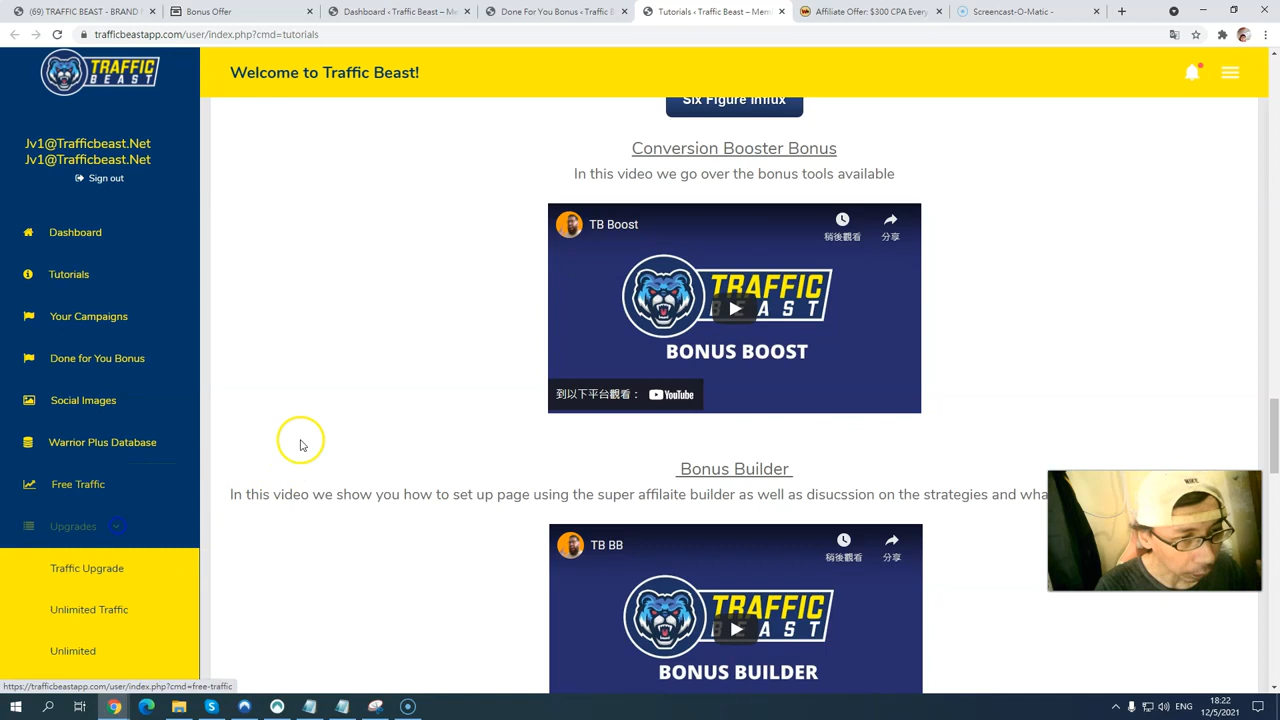 (69) TRAFFIC BEAST - BRAND N
Bonus Offer
Dashboard ‹ Traffic Beast — Me
Done For You Bonus ‹ Traffic B
Tutorials ‹ Traffic Beast — Mem
Affiliate Offer: $300 CPA Every
Screencast-O-Matic -
trafficbeastapp.com/user/index.php?cmd=tutorials
TRAFFIC
BEAST
Welcome to Traffic Beast!
Six Figure Influx
Jv1@Trafficbeast.Net
Jv1@Trafficbeast.Net
Sign out
Dashboard
Tutorials
Your Campaigns
Done for You Bonus
Social Images
Warrior Plus Database
Free Traffic
Upgrades
Traffic Upgrade
Unlimited Traffic
Unlimited
Conversion Booster Bonus
In this video we go over the bonus tools available
TB Boost
稍後觀看
分享
TRAFFIC
BEAST
BONUS BOOST
到以下平台觀看：
YouTube
Bonus Builder
In this video we show you how to set up page using the super affilaite builder as well as disucssion on the strategies and wha
TB BB
稍後觀看
分享
TRAFFIC
BEAST
BONUS BUILDER
https://trafficbeastapp.com/user/index.php?cmd=free-traffic
ENG
18:22
12/5/2021